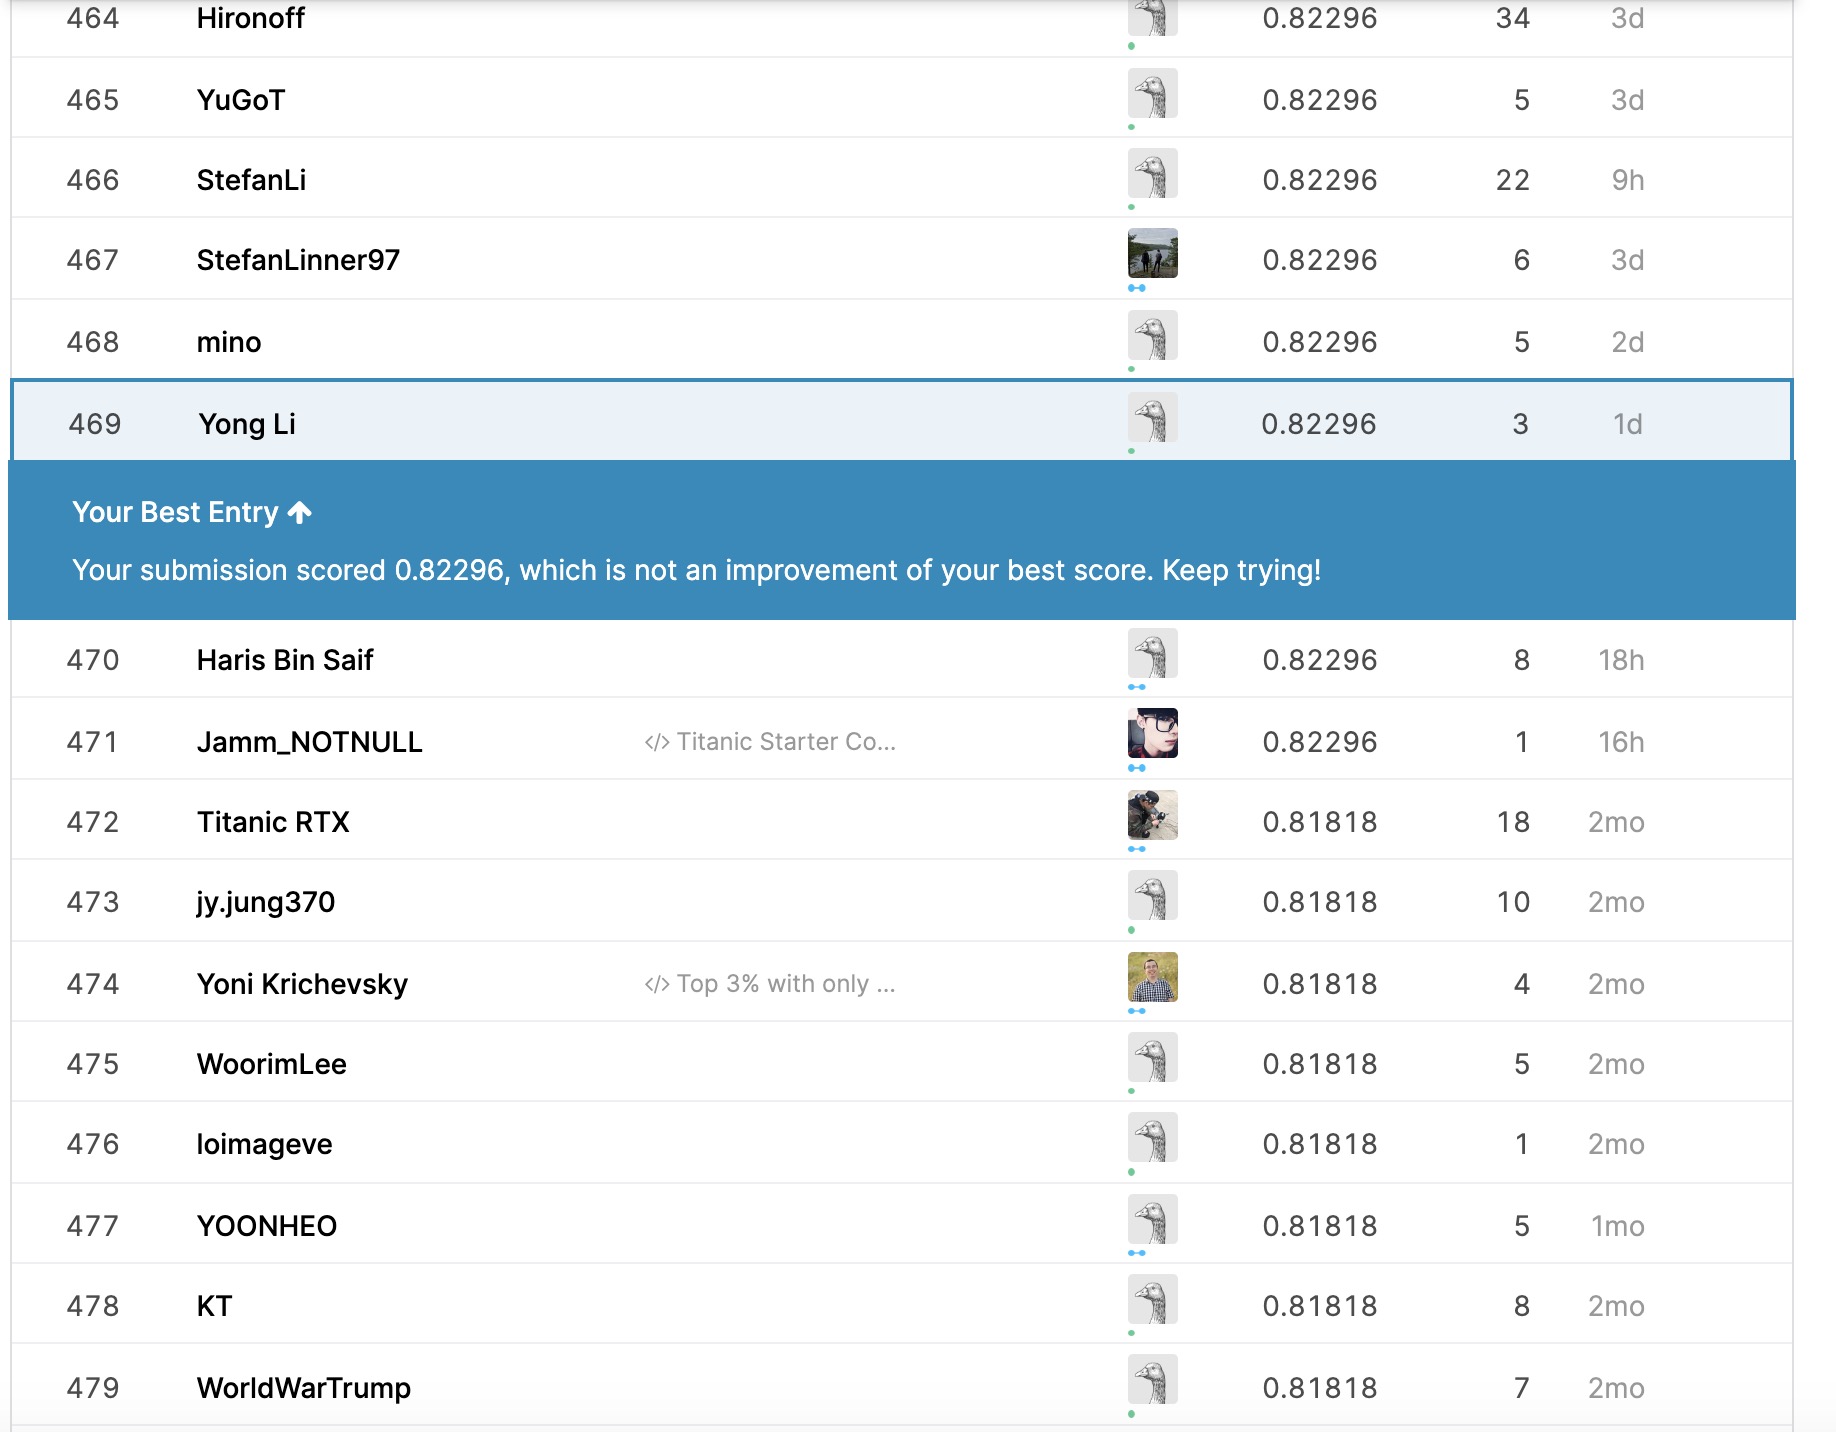 464 Hironoff 0.82296 34 3d
465 YuGoT 0.82296 5 3d
466 StefanLi 0.82296 22 9h
467 StefanLinner97 0.82296 6 3d
468 mino 0.82296 5 2d
469 Yong Li 0.82296 3 1d
Your Best Entry ↑
Your submission scored 0.82296, which is not an improvement of your best score. Keep trying!
470 Haris Bin Saif 0.82296 8 18h
471 Jamm_NOTNULL </> Titanic Starter Co... 0.82296 1 16h
472 Titanic RTX 0.81818 18 2mo
473 jy.jung370 0.81818 10 2mo
474 Yoni Krichevsky </> Top 3% with only ... 0.81818 4 2mo
475 WoorimLee 0.81818 5 2mo
476 loimageve 0.81818 1 2mo
477 YOONHEO 0.81818 5 1mo
478 KT 0.81818 8 2mo
479 WorldWarTrump 0.81818 7 2mo